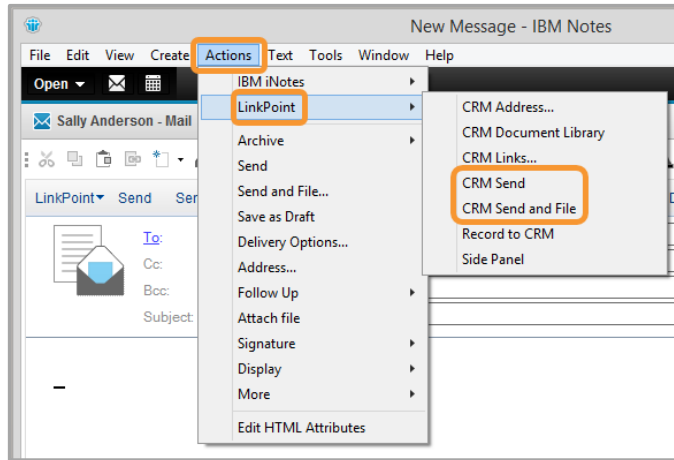 New Message - IBM Notes
File Edit View Create Actions Text Tools Window Help
Open
Sally Anderson - Mail
LinkPoint Send
To:
Cc:
Bcc:
Subject:
IBM iNotes
LinkPoint
Archive
Send
Send and File...
Save as Draft
Delivery Options...
Address...
Follow Up
Attach file
Signature
Display
More
Edit HTML Attributes
CRM Address...
CRM Document Library
CRM Links...
CRM Send
CRM Send and File
Record to CRM
Side Panel